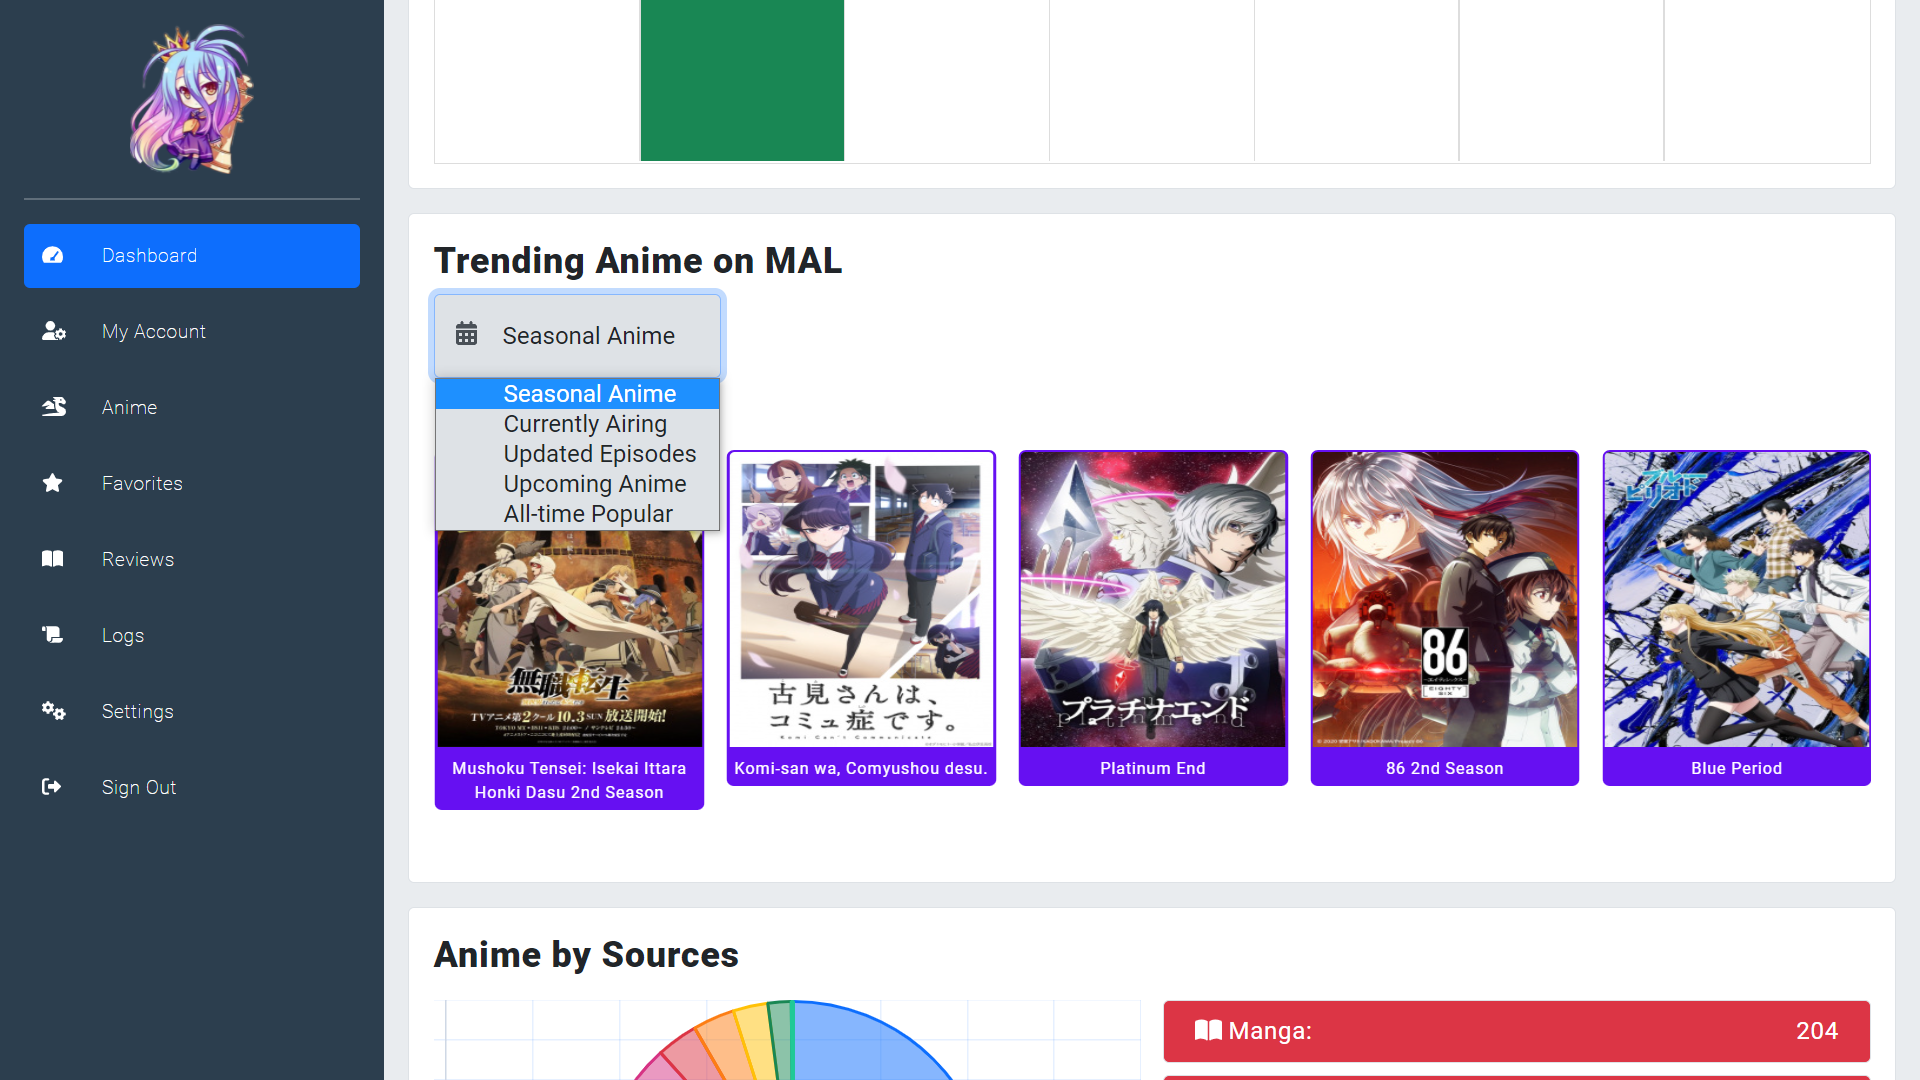 Dashboard
My Account
Anime
Favorites
Reviews
Logs
Settings
Sign Out
Trending Anime on MAL
Seasonal Anime
Seasonal Anime
Currently Airing
Updated Episodes
Upcoming Anime
All-time Popular
無職転生
TVアニメ第2クール 10.3 SUN 放送開始!
Mushoku Tensei: Isekai Ittara
Honki Dasu 2nd Season
古見さんは、
コミュ症です。
Komi Can't Communicate
Komi-san wa, Comyushou desu.
プラチナエンド
platinum end
Platinum End
86
EIGHTY
SIX
86 2nd Season
ブルー
ピリオド
Blue Period
Anime by Sources
Manga:
204